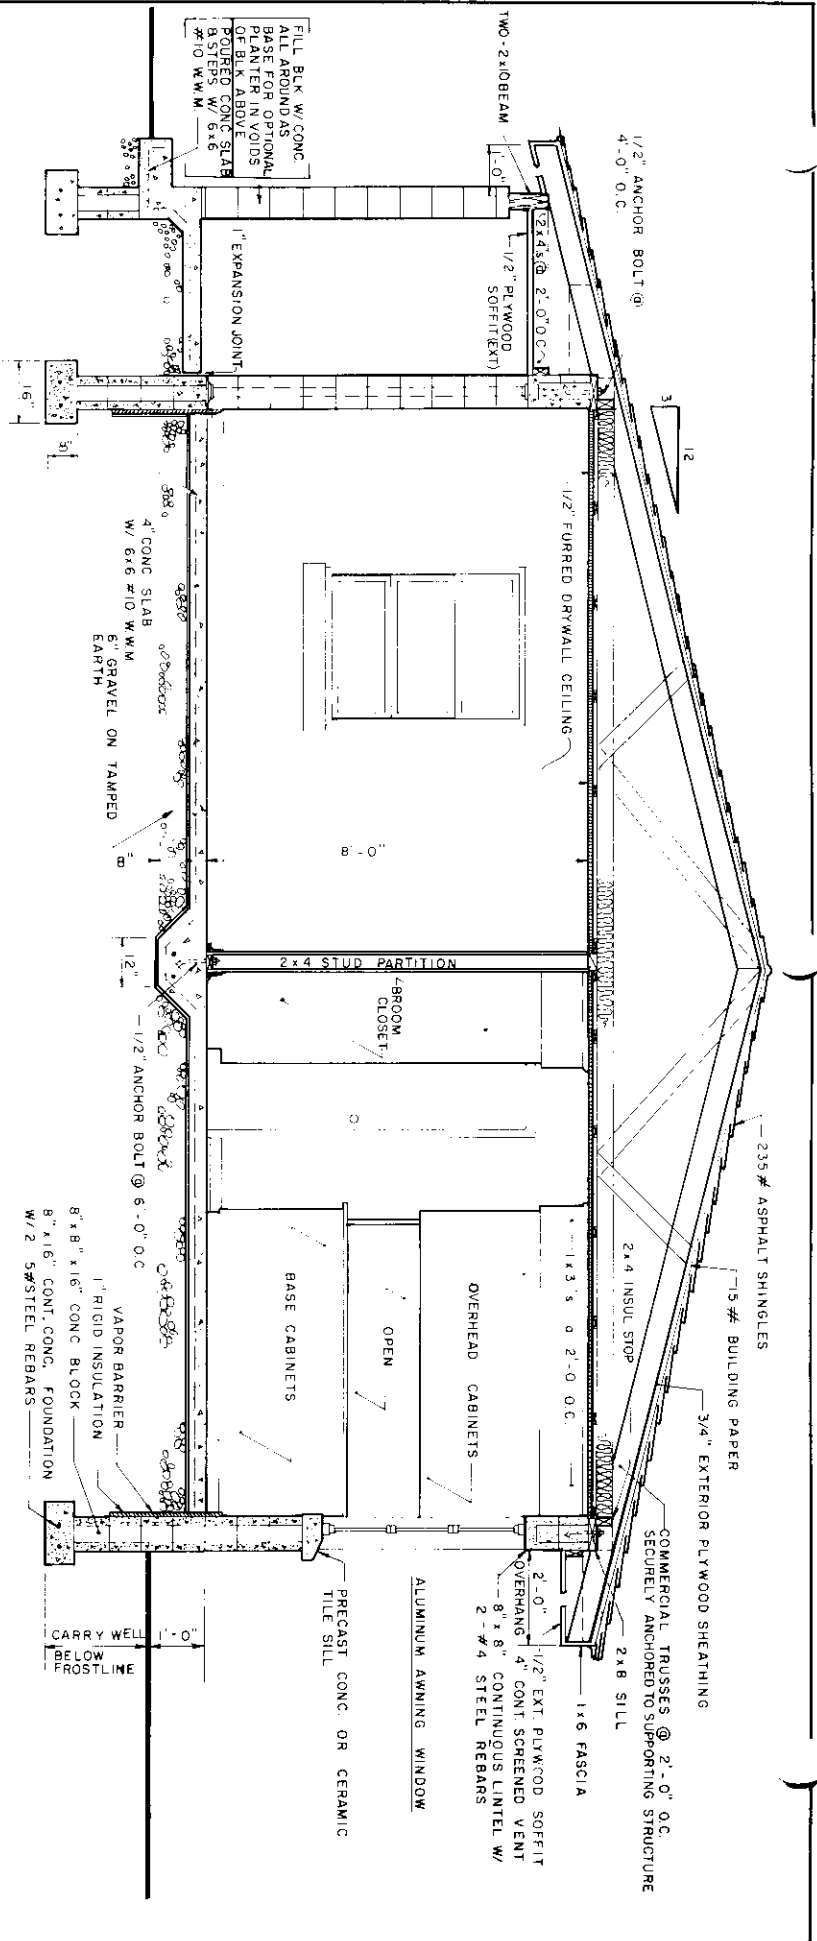 1/2" ANCHOR BOLT @
4'-0" O.C.
TWO-2x10 BEAM
1'-0"
2x4's @ 2'-0" O.C.
1/2" PLYWOOD
SOFFIT (EXT)
FILL BLK W/ CONC.
ALL AROUND AS
BASE FOR OPTIONAL
PLANTER IN VOIDS
OF BLK ABOVE
POURED CONC SLAB
& STEPS W/ 6x6
#10 W.W.M.
1" EXPANSION JOINT
16"
8"
3
12
1/2" FURRED DRYWALL CEILING
4" CONC SLAB
W/ 6x6 #10 W.W.M
6" GRAVEL ON TAMPED
EARTH
8'-0"
8"
12"
2x4 STUD PARTITION
BROOM
CLOSET
1/2" ANCHOR BOLT @ 6'-0" O.C
235# ASPHALT SHINGLES
15# BUILDING PAPER
3/4" EXTERIOR PLYWOOD SHEATHING
COMMERCIAL TRUSSES @ 2'-0" O.C.
SECURELY ANCHORED TO SUPPORTING STRUCTURE
2x4 INSUL STOP
1x3's @ 2'-0 O.C.
OVERHEAD CABINETS
OPEN
BASE CABINETS
2x8 SILL
1x6 FASCIA
2'-0"
OVERHANG
1/2" EXT. PLYWOOD SOFFIT
4" CONT. SCREENED VENT
8" x 8" CONTINUOUS LINTEL W/
2-#4 STEEL REBARS
ALUMINUM AWNING WINDOW
PRECAST CONC. OR CERAMIC
TILE SILL
VAPOR BARRIER
1" RIGID INSULATION
8"x8"x16" CONC BLOCK
8"x16" CONT. CONC. FOUNDATION
W/2 5# STEEL REBARS
1'-0"
CARRY WELL
BELOW
FROSTLINE